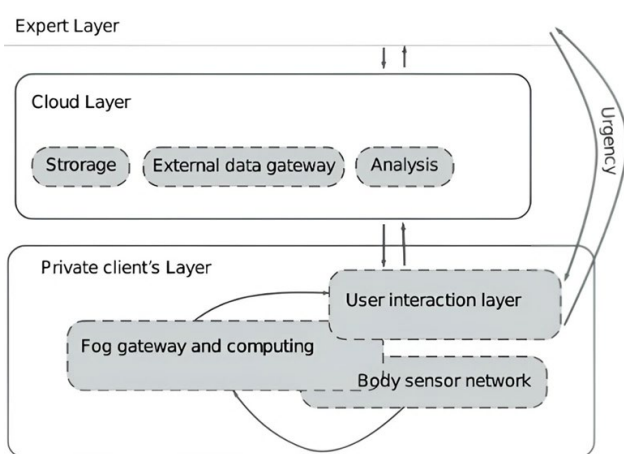 Expert Layer
Cloud Layer
Strorage
External data gateway
Analysis
Urgency
Private client's Layer
User interaction layer
Fog gateway and computing
Body sensor network